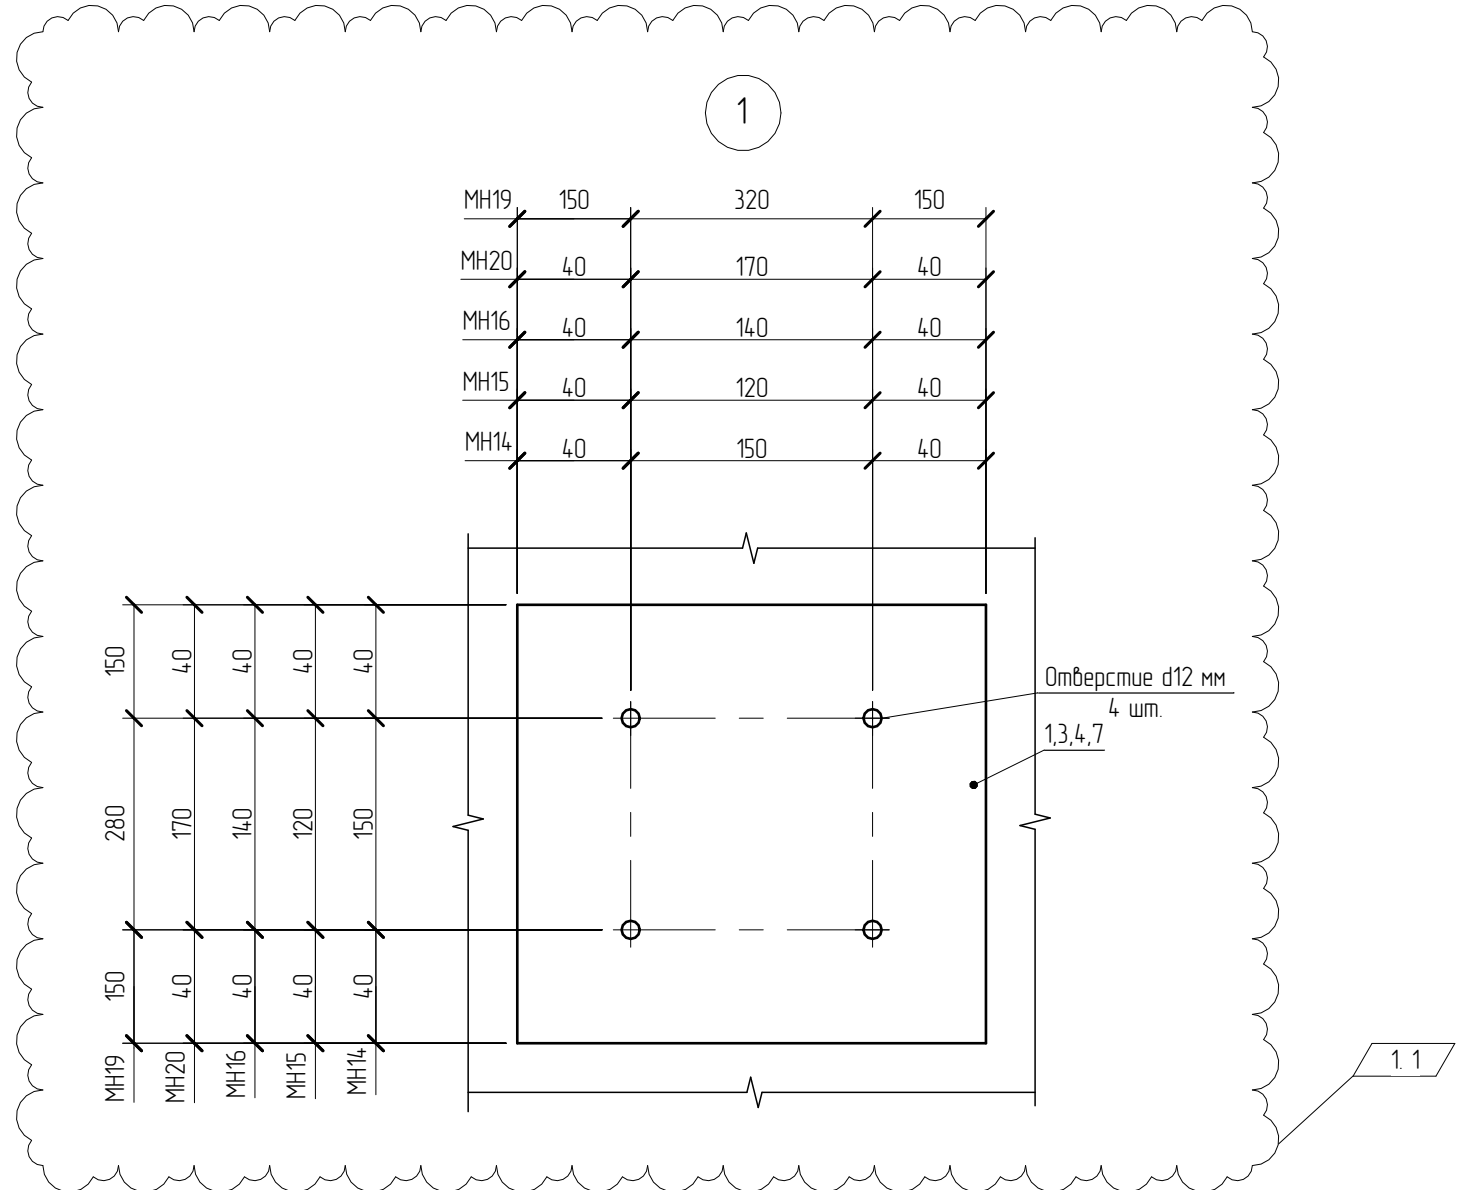 1
МН19 150 320 150
МН20 40 170 40
МН16 40 140 40
МН15 40 120 40
МН14 40 150 40
150 40 40 40 40
280 170 140 120 150
150 40 40 40 40
МН19 МН20 МН16 МН15 МН14
Отверстие d12 мм
4 шт.
1,3,4,7
1. 1